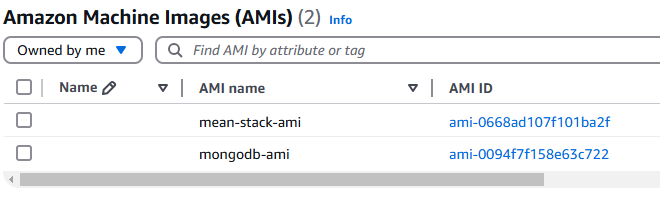 Amazon Machine Images (AMIs) (2) Info
Owned by me Find AMI by attribute or tag
Name AMI name AMI ID
mean-stack-ami ami-0668ad107f101ba2f
mongodb-ami ami-0094f7f158e63c722